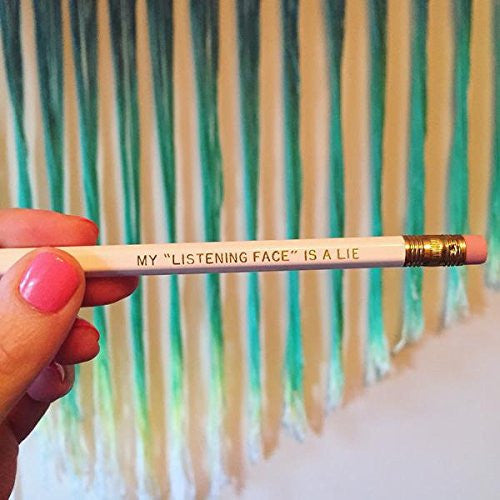 MY "LISTENING FACE" IS A LIE